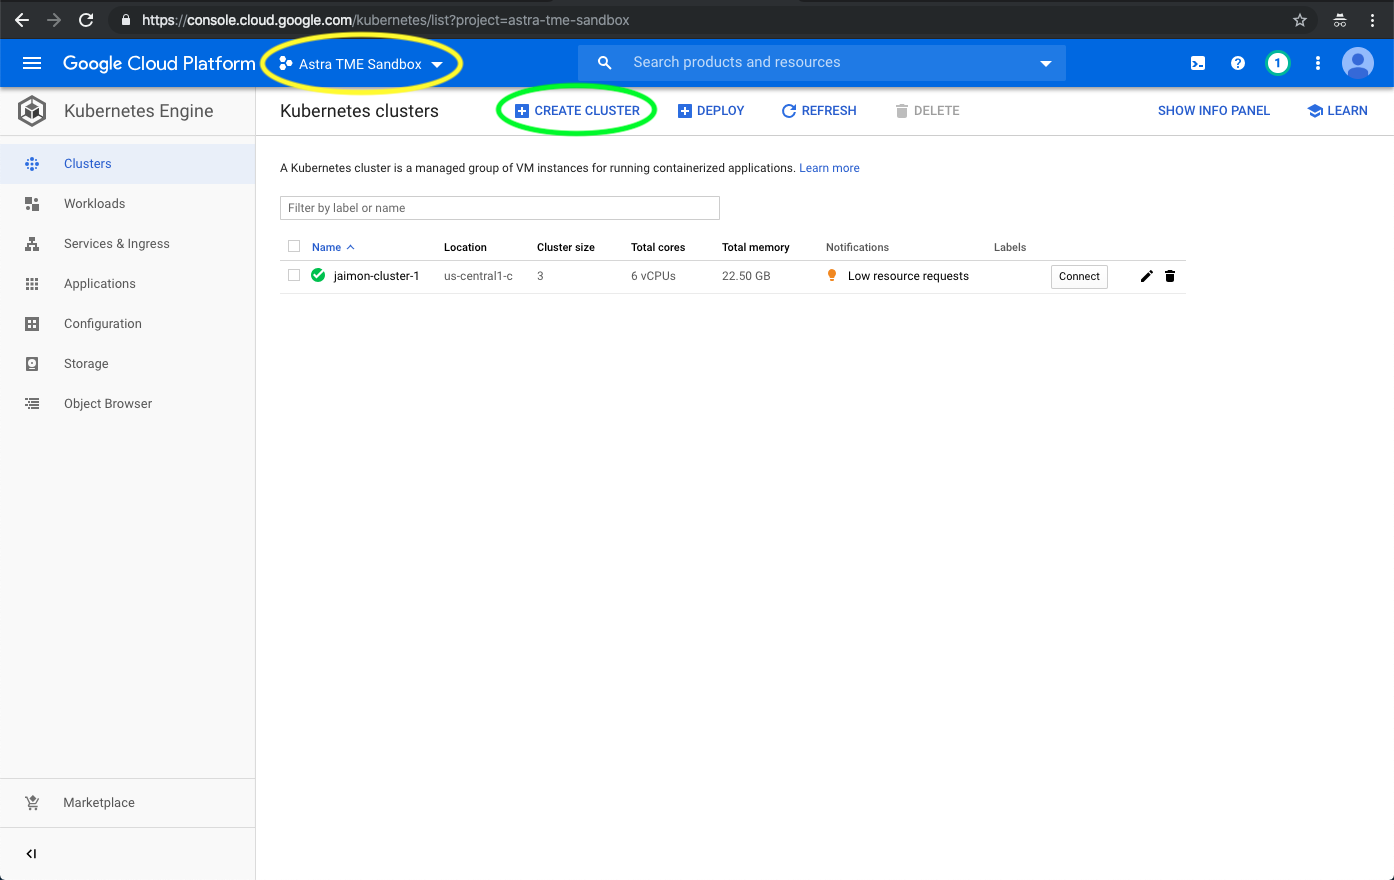 https://console.cloud.google.com/kubernetes/list?project=astra-tme-sandbox
Google Cloud Platform Astra TME Sandbox Search products and resources 1
Kubernetes Engine Kubernetes clusters CREATE CLUSTER DEPLOY REFRESH DELETE SHOW INFO PANEL LEARN
Clusters
Workloads
Services & Ingress
Applications
Configuration
Storage
Object Browser
A Kubernetes cluster is a managed group of VM instances for running containerized applications. Learn more
Filter by label or name
Name Location Cluster size Total cores Total memory Notifications Labels
jaimon-cluster-1 us-central1-c 3 6 vCPUs 22.50 GB Low resource requests Connect
Marketplace